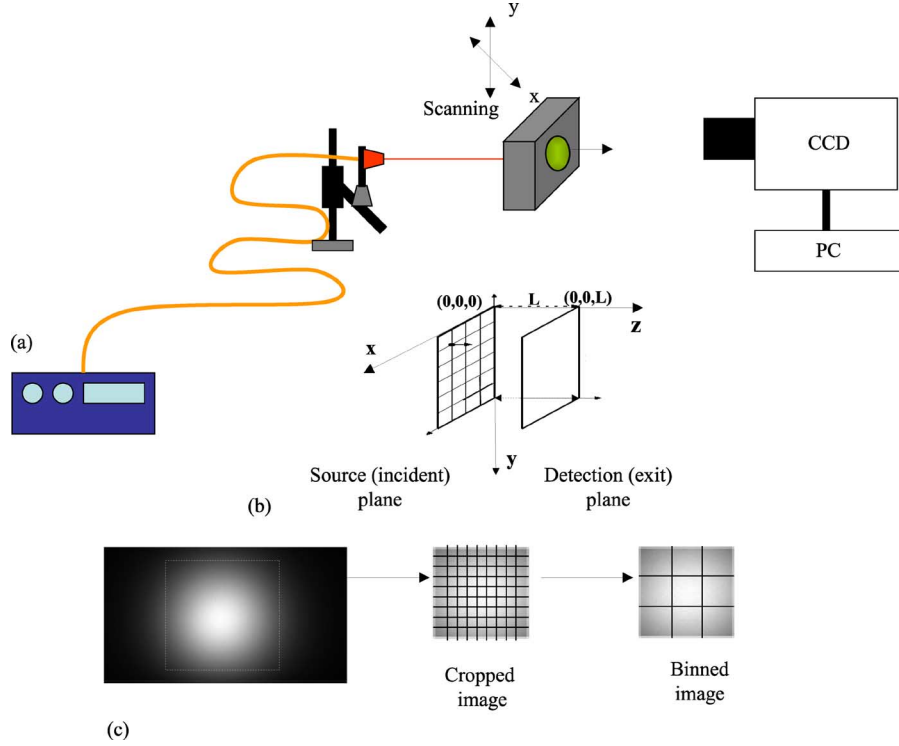 y
x
Scanning
CCD
PC
(a)
(0,0,0)
L
(0,0,L)
z
x
y
Source (incident)
plane
Detection (exit)
plane
(b)
Cropped
image
Binned
image
(c)